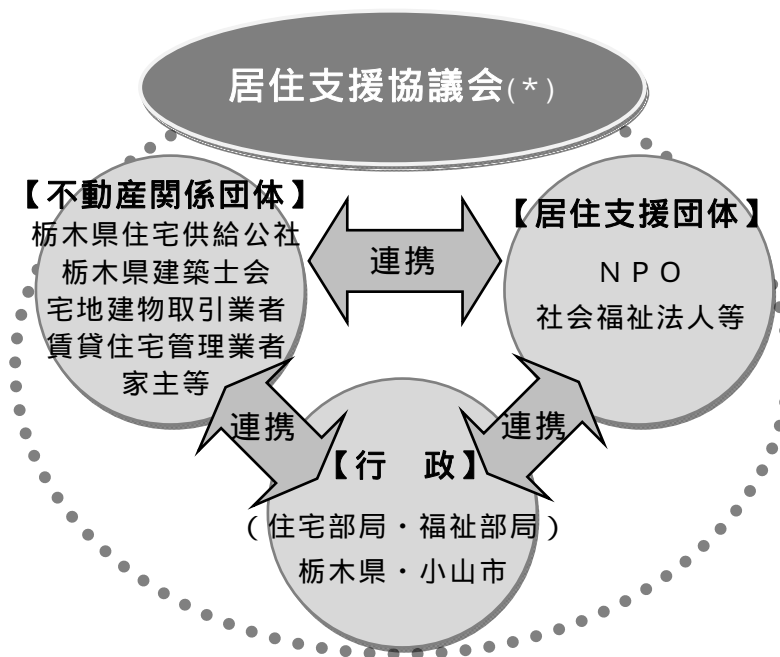 居住支援協議会(*)
【不動産関係団体】
栃木県住宅供給公社
栃木県建築士会
宅地建物取引業者
賃貸住宅管理業者
家主等
連携
【居住支援団体】
ＮＰＯ
社会福祉法人等
連携
連携
【行　政】
（住宅部局・福祉部局）
栃木県・小山市